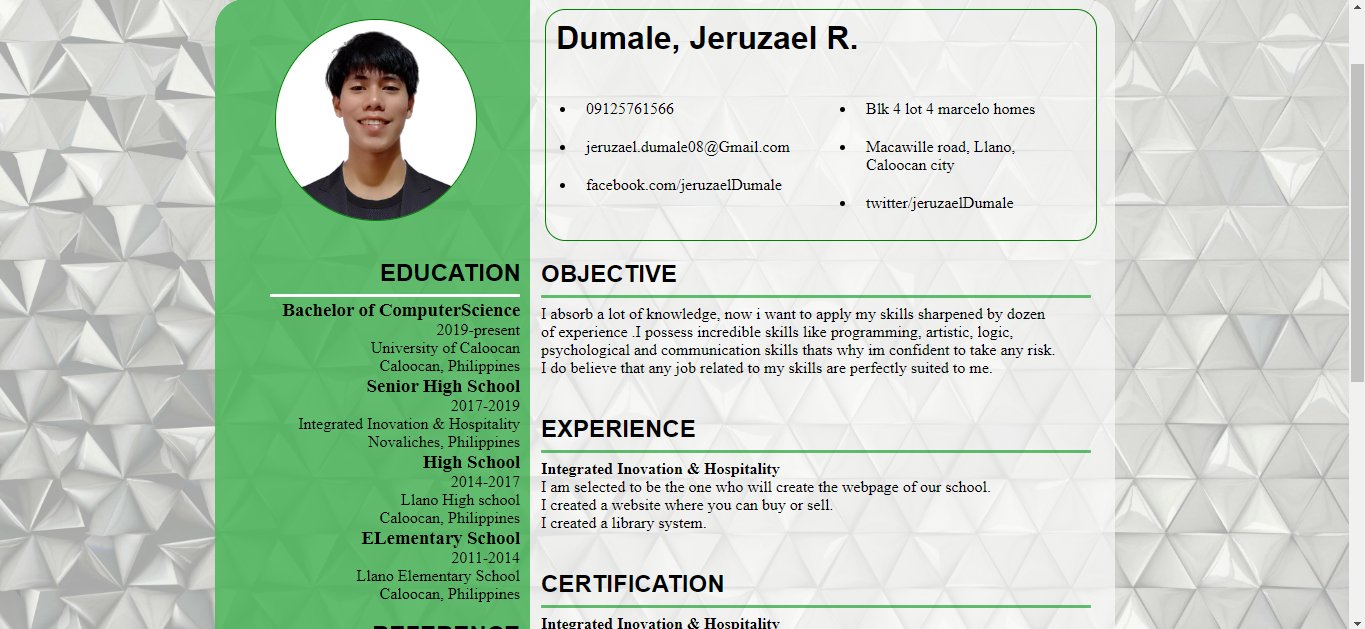 Dumale, Jeruzael R.
09125761566
jeruzael.dumale08@Gmail.com
facebook.com/jeruzaelDumale
Blk 4 lot 4 marcelo homes
Macawille road, Llano,
Caloocan city
twitter/jeruzaelDumale
EDUCATION
Bachelor of ComputerScience
2019-present
University of Caloocan
Caloocan, Philippines
Senior High School
2017-2019
Integrated Inovation & Hospitality
Novaliches, Philippines
High School
2014-2017
Llano High school
Caloocan, Philippines
ELementary School
2011-2014
Llano Elementary School
Caloocan, Philippines
REFERENCE
OBJECTIVE
I absorb a lot of knowledge, now i want to apply my skills sharpened by dozen
of experience .I possess incredible skills like programming, artistic, logic,
psychological and communication skills thats why im confident to take any risk.
I do believe that any job related to my skills are perfectly suited to me.
EXPERIENCE
Integrated Inovation & Hospitality
I am selected to be the one who will create the webpage of our school.
I created a website where you can buy or sell.
I created a library system.
CERTIFICATION
Integrated Inovation & Hospitality